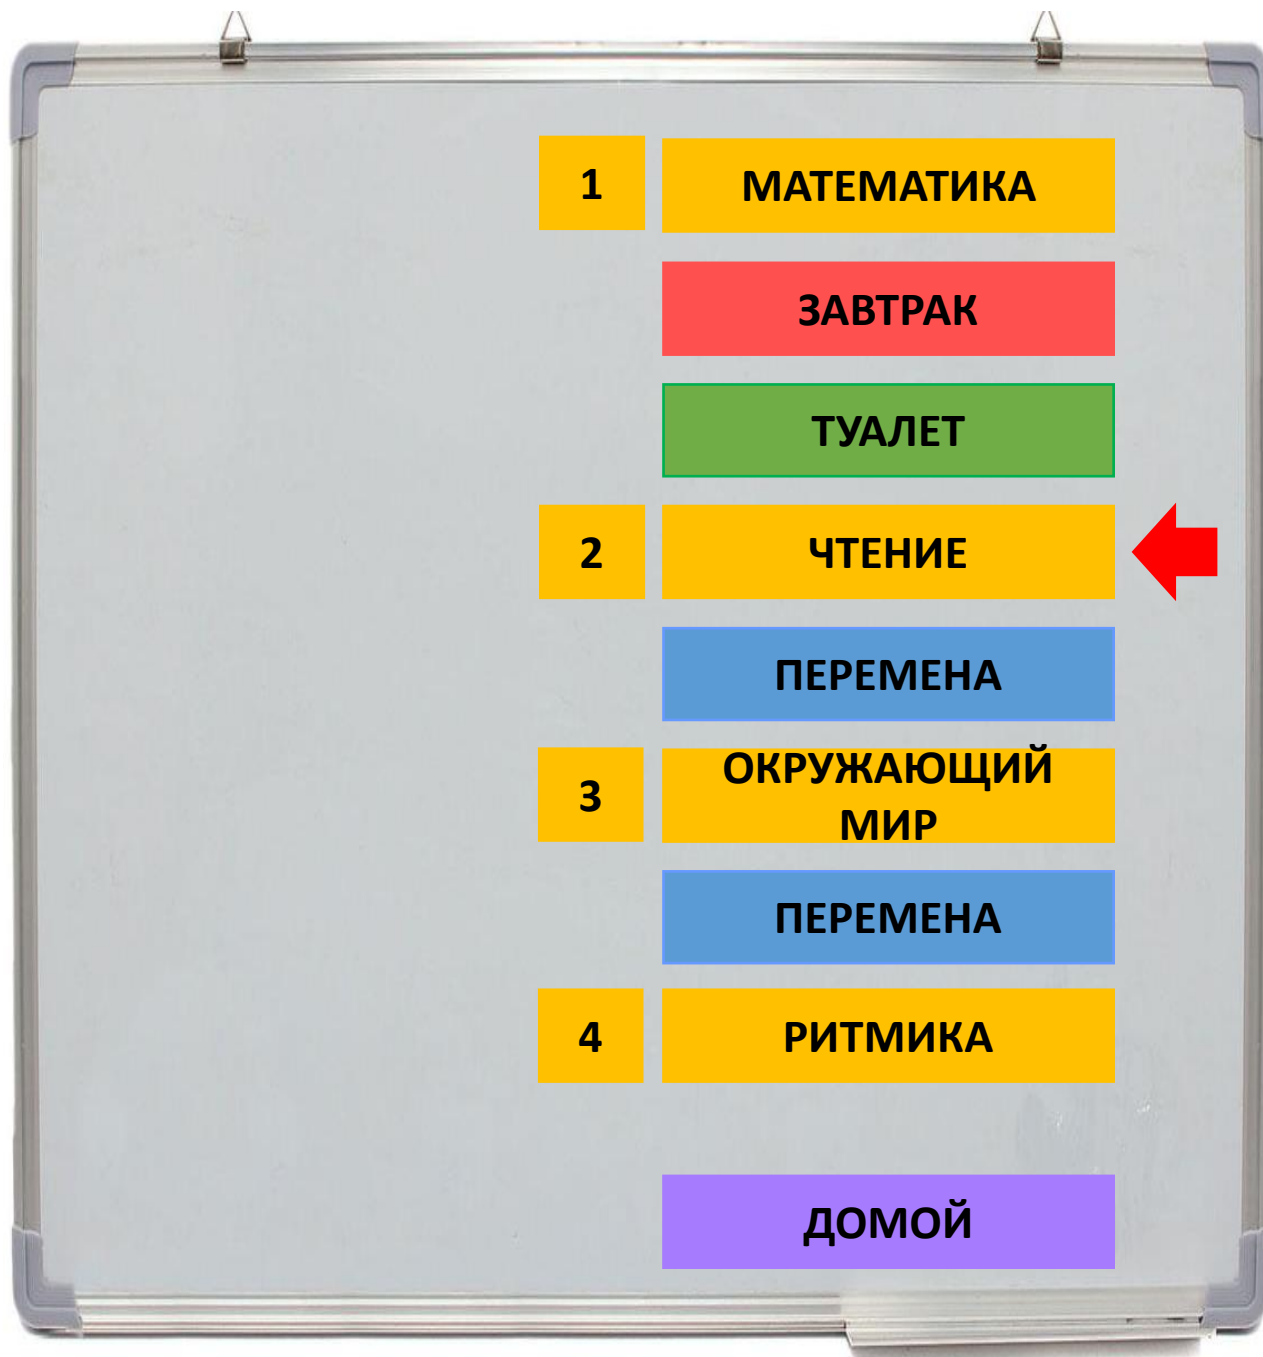 1 МАТЕМАТИКА
ЗАВТРАК
ТУАЛЕТ
2 ЧТЕНИЕ
ПЕРЕМЕНА
3 ОКРУЖАЮЩИЙ
МИР
ПЕРЕМЕНА
4 РИТМИКА
ДОМОЙ